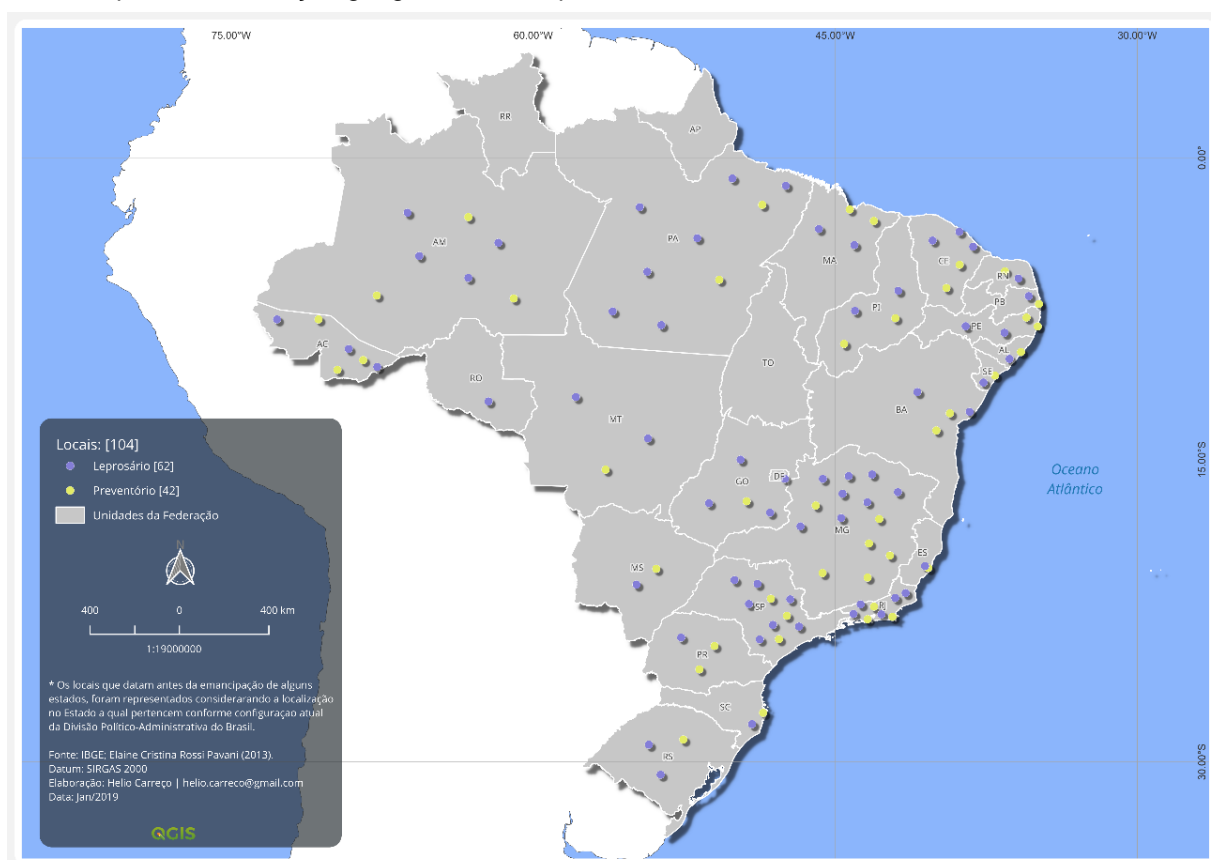 75.00°W 60.00°W 45.00°W 30.00°W
RR
AP
0.00°
AM
PA
MA
CE
RN
PB
PI
PE
AC
AL
TO
SE
RO
BA
MT
15.00°S
GO
DF
MG
Oceano
Atlântico
MS
ES
SP
RJ
PR
SC
RS
30.00°S
Locais: [104]
Leprosário [62]
Preventório [42]
Unidades da Federação
N
400 0 400 km
1:19000000
* Os locais que datam antes da emancipação de alguns
estados, foram representados considerarando a localização
no Estado a qual pertencem conforme configuraçao atual
da Divisão Político-Administrativa do Brasil.
Fonte: IBGE; Elaine Cristina Rossi Pavani (2013).
Datum: SIRGAS 2000
Elaboração: Helio Carreço | helio.carreco@gmail.com
Data: Jan/2019
QGIS